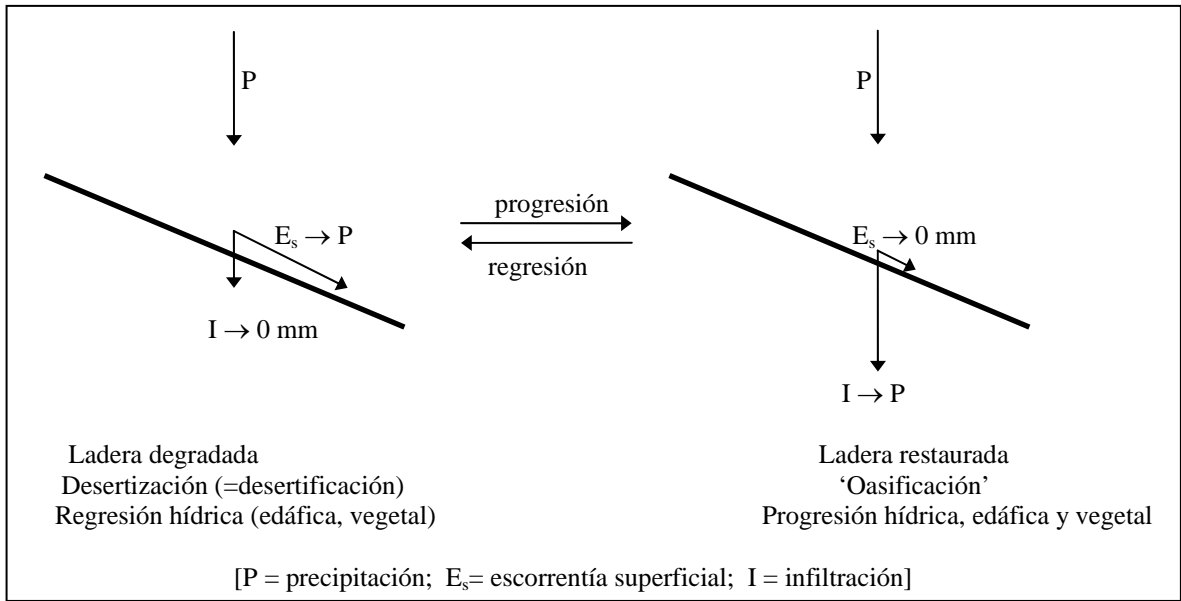 P
P
progresión
Eₛ → P
Eₛ → 0 mm
regresión
I → 0 mm
I → P
Ladera degradada
Desertización (=desertificación)
Regresión hídrica (edáfica, vegetal)
Ladera restaurada
‘Oasificación’
Progresión hídrica, edáfica y vegetal
[P = precipitación; Eₛ= escorrentía superficial; I = infiltración]